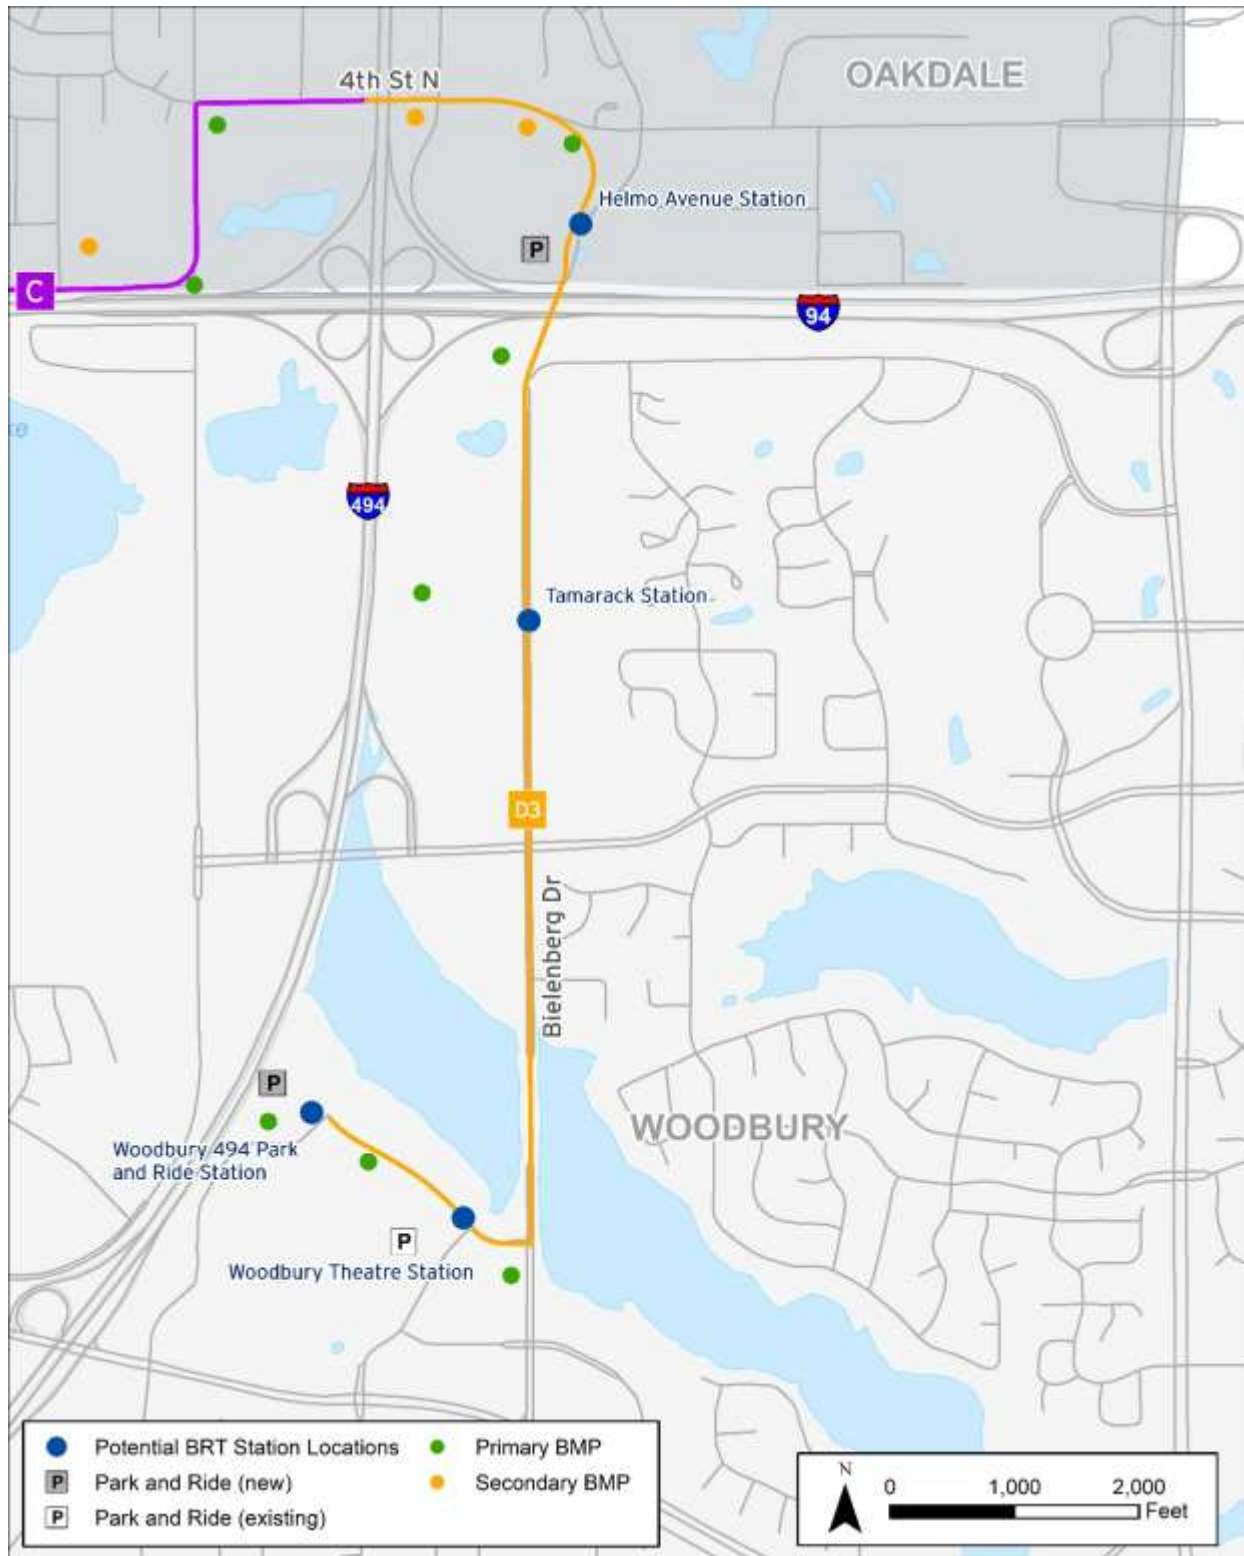 4th St N
OAKDALE
Helmo Avenue Station
P
C
94
ke
494
Tamarack Station
D3
Bielenberg Dr
P
WOODBURY
Woodbury 494 Park
and Ride Station
P
Woodbury Theatre Station
Potential BRT Station Locations
P Park and Ride (new)
P Park and Ride (existing)
Primary BMP
Secondary BMP
N
0 1,000 2,000
Feet